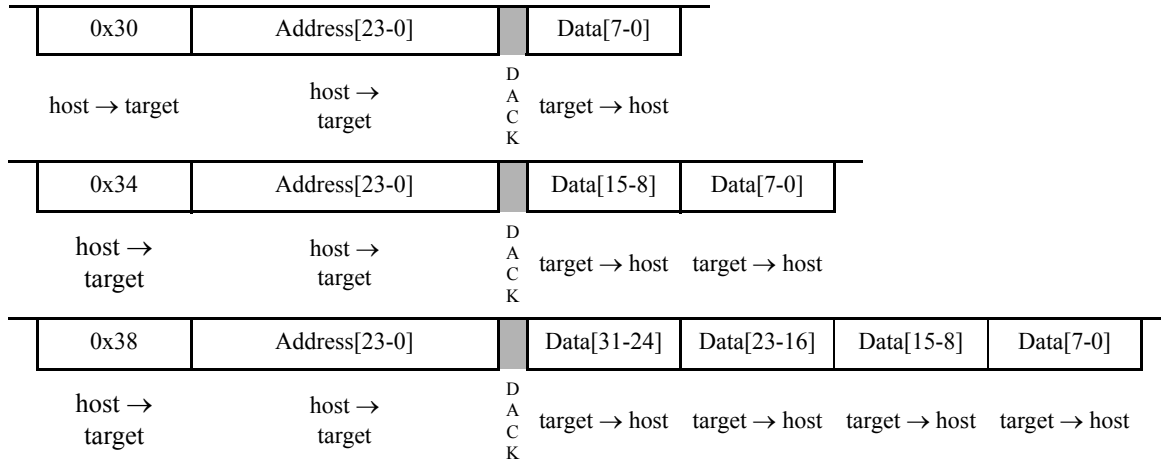 0x30 Address[23-0] Data[7-0]
host → target host → target D A C K target → host
0x34 Address[23-0] Data[15-8] Data[7-0]
host → target host → target D A C K target → host target → host
0x38 Address[23-0] Data[31-24] Data[23-16] Data[15-8] Data[7-0]
host → target host → target D A C K target → host target → host target → host target → host